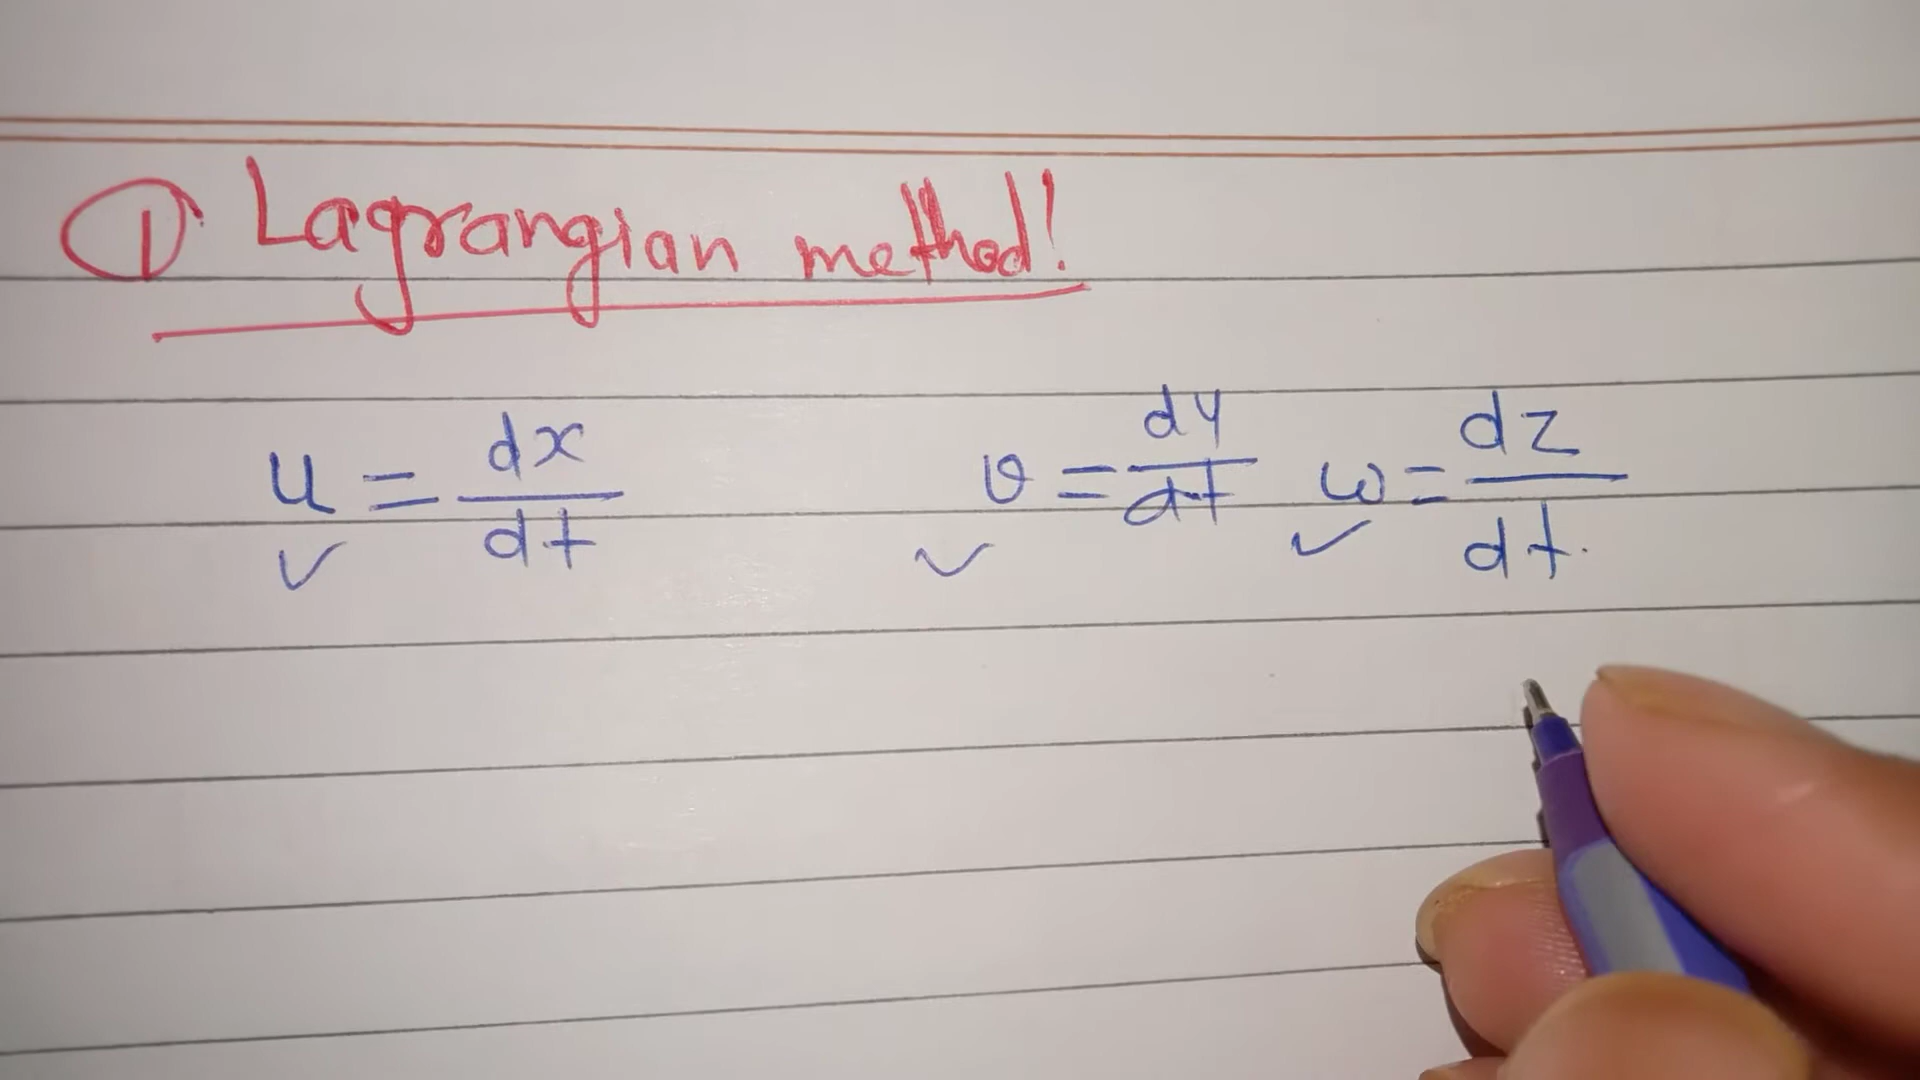 ① Lagrangian method!
u = dx/dt v = dy/dt w = dz/dt.